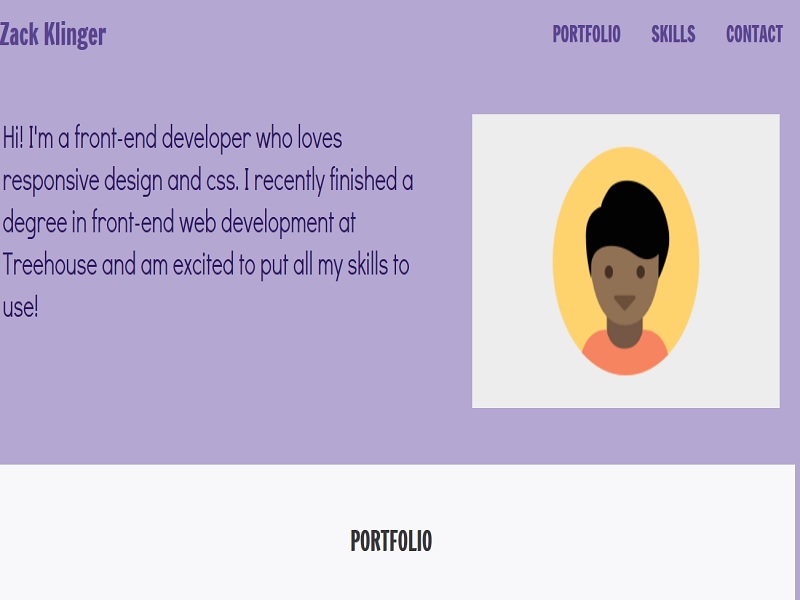 Zack Klinger
PORTFOLIO SKILLS CONTACT
Hi! I'm a front-end developer who loves
responsive design and css. I recently finished a
degree in front-end web development at
Treehouse and am excited to put all my skills to
use!
PORTFOLIO